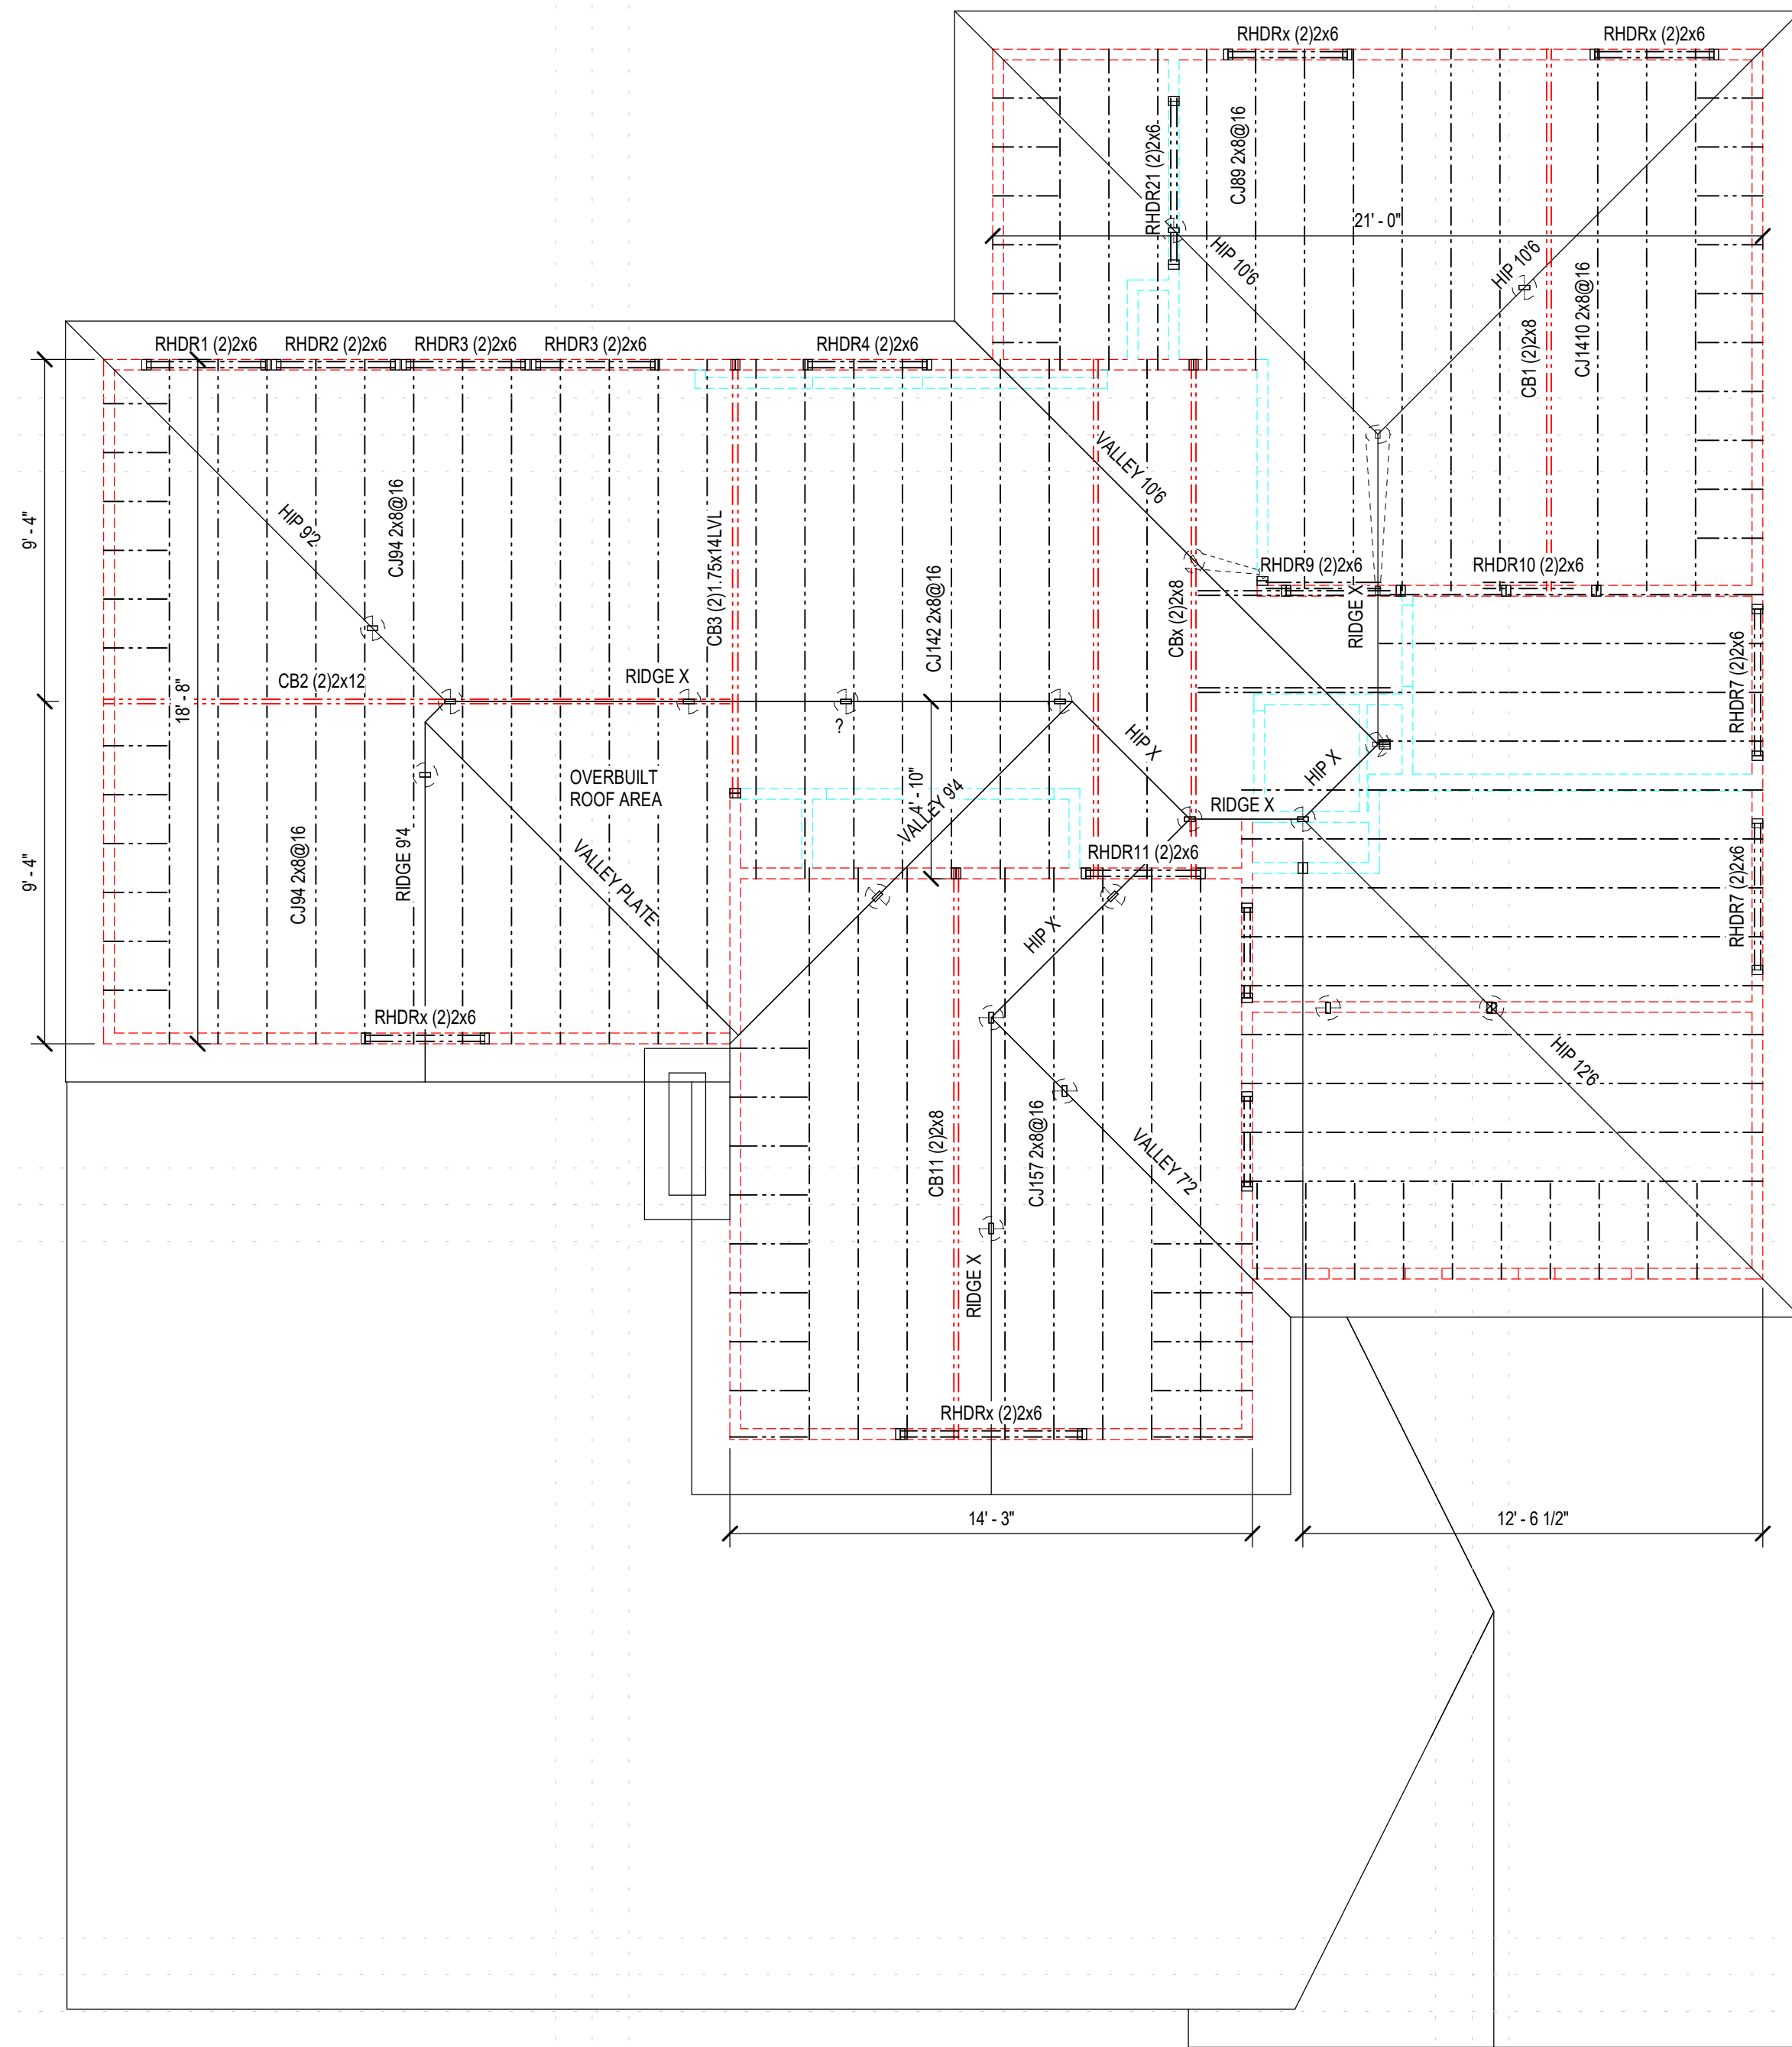 RHDRx (2)2x6
RHDRx (2)2x6
RHDR21 (2)2x6
CJ89 2x8@16
21' - 0"
HIP 10'6
HIP 10'6
CB1 (2)2x8
CJ1410 2x8@16
RHDR1 (2)2x6
RHDR2 (2)2x6
RHDR3 (2)2x6
RHDR3 (2)2x6
RHDR4 (2)2x6
9' - 4"
18' - 8"
HIP 9'2
CJ94 2x8@16
CB3 (2)1.75x14LVL
CJ142 2x8@16
VALLEY 10'6
CBx (2)2x8
RHDR9 (2)2x6
RHDR10 (2)2x6
RIDGE X
RHDR7 (2)2x6
CB2 (2)2x12
RIDGE X
?
HIP X
HIP X
RIDGE X
OVERBUILT
ROOF AREA
VALLEY 9'4
4' - 10"
9' - 4"
CJ94 2x8@16
RIDGE 9'4
VALLEY PLATE
RHDR11 (2)2x6
RHDR7 (2)2x6
HIP X
RHDRx (2)2x6
HIP 12'6
CB11 (2)2x8
CJ157 2x8@16
VALLEY 7'2
RIDGE X
RHDRx (2)2x6
14' - 3"
12' - 6 1/2"